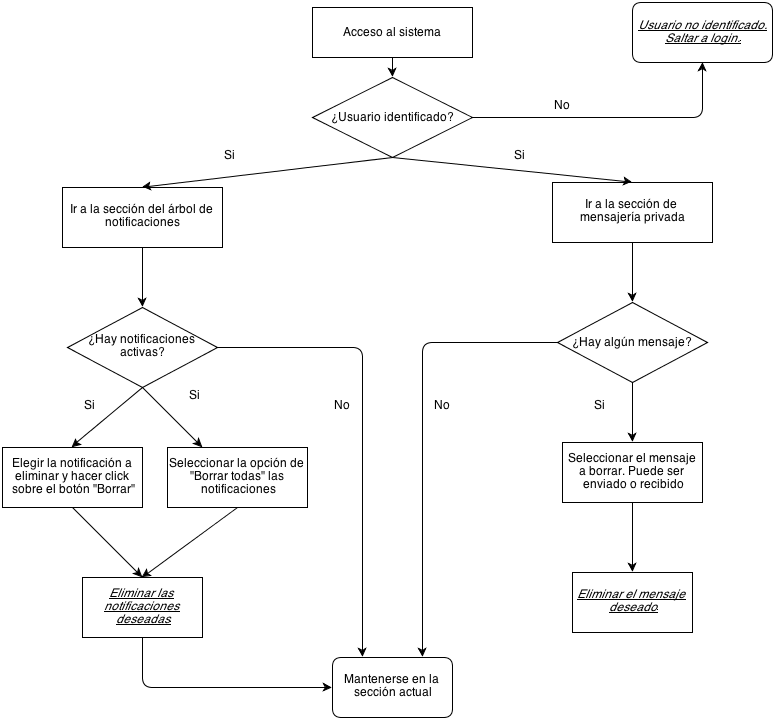 Acceso al sistema
Usuario no identificado.
Saltar a login.
¿Usuario identificado?
No
Si
Si
Ir a la sección del árbol de
notificaciones
Ir a la sección de
mensajería privada
¿Hay notificaciones
activas?
¿Hay algún mensaje?
Si
Si
No
No
Si
Elegir la notificación a
eliminar y hacer click
sobre el botón "Borrar"
Seleccionar la opción de
"Borrar todas" las
notificaciones
Seleccionar el mensaje
a borrar. Puede ser
enviado o recibido
Eliminar las
notificaciones
deseadas
Eliminar el mensaje
deseado
Mantenerse en la
sección actual